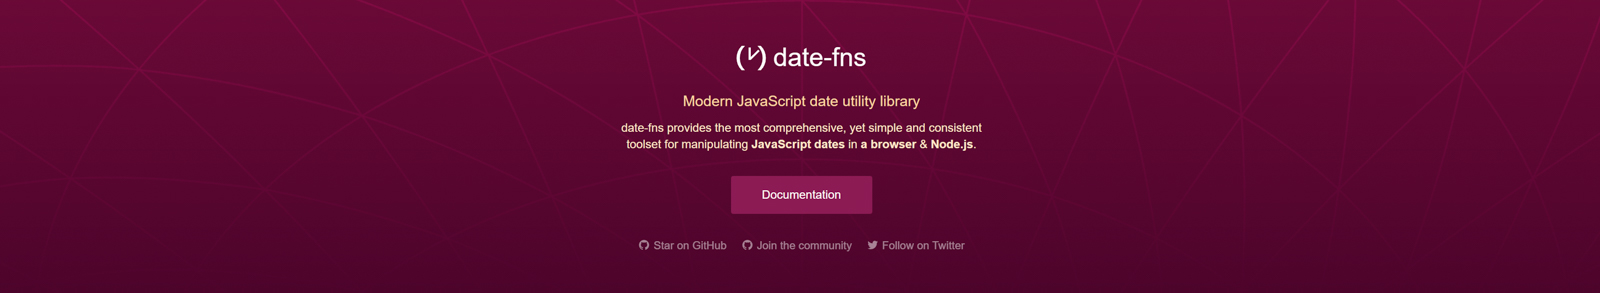 date-fns
Modern JavaScript date utility library
date-fns provides the most comprehensive, yet simple and consistent
toolset for manipulating JavaScript dates in a browser & Node.js.
Documentation
Star on GitHub Join the community Follow on Twitter